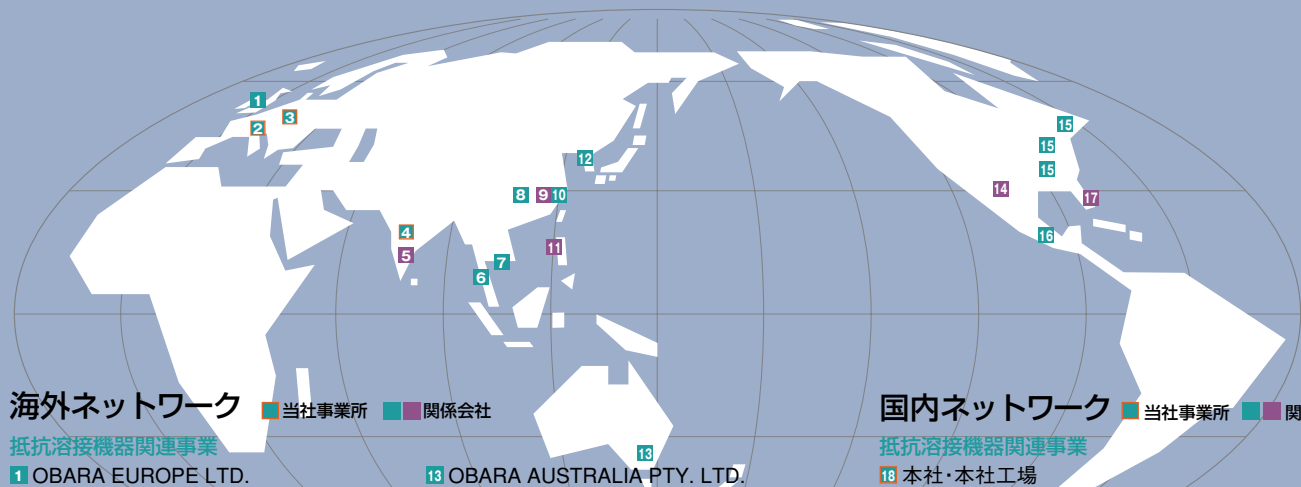 1
2
3
4
5
6
7
8
9
10
11
12
13
14
15
15
15
16
17
海外ネットワーク 当社事業所 関係会社
抵抗溶接機器関連事業
1 OBARA EUROPE LTD.
13 OBARA AUSTRALIA PTY. LTD.
国内ネットワーク 当社事業所 関
抵抗溶接機器関連事業
18 本社・本社工場